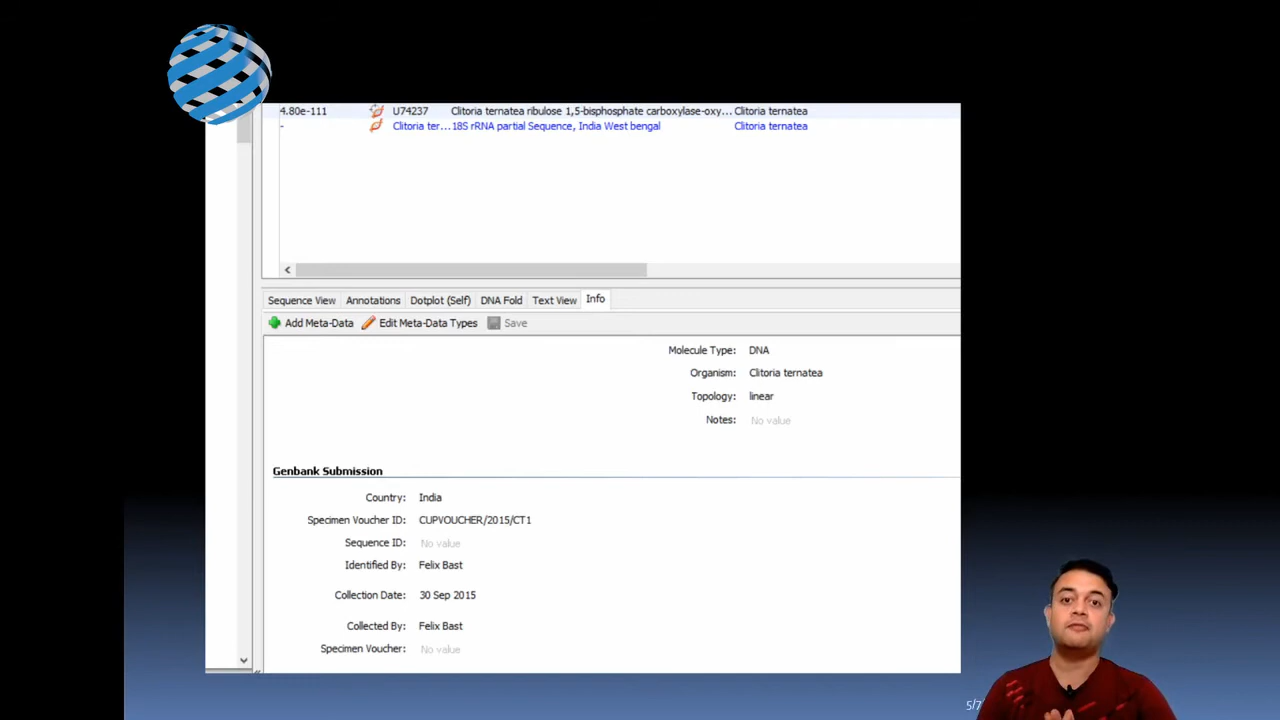 4.80e-111 U74237 Clitoria ternatea ribulose 1,5-bisphosphate carboxylase-oxy... Clitoria ternatea
- Clitoria ter... 18S rRNA partial Sequence, India West bengal Clitoria ternatea
Sequence View Annotations Dotplot (Self) DNA Fold Text View Info
Add Meta-Data Edit Meta-Data Types Save
Molecule Type: DNA
Organism: Clitoria ternatea
Topology: linear
Notes: No value
Genbank Submission
Country: India
Specimen Voucher ID: CUPVOUCHER/2015/CT1
Sequence ID: No value
Identified By: Felix Bast
Collection Date: 30 Sep 2015
Collected By: Felix Bast
Specimen Voucher: No value